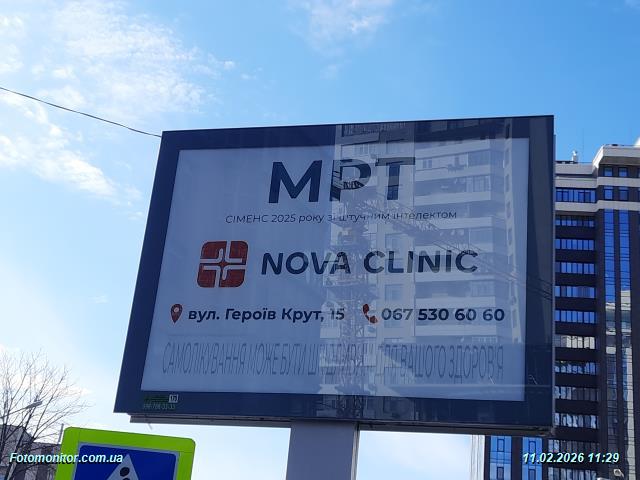 МРТ
СІМЕНС 2025 року зі штучним інтелектом
NOVA CLINIC
вул. Героїв Крут, 15 067 530 60 60
САМОЛІКУВАННЯ МОЖЕ БУТИ ШКІДЛИВИМ ДЛЯ ВАШОГО ЗДОРОВ'Я
Fotomonitor.com.ua
11.02.2026 11:29